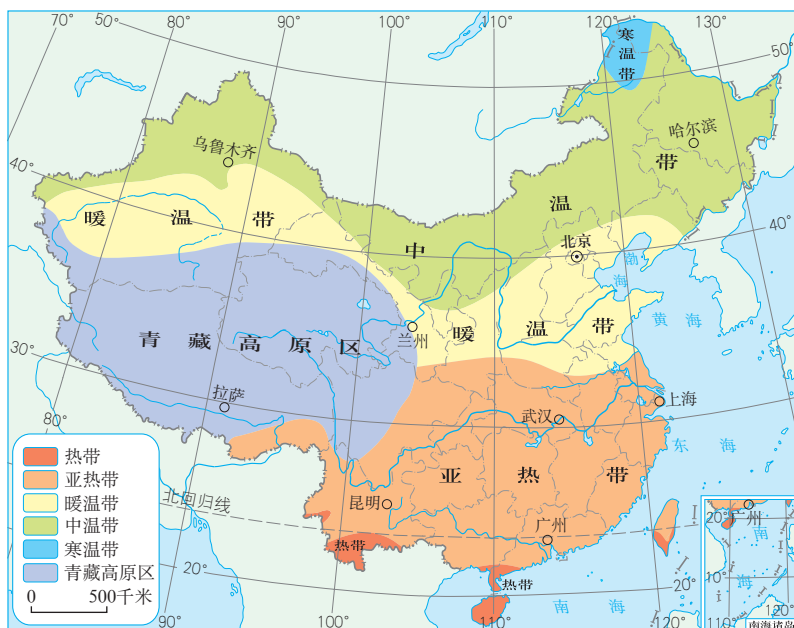 70°
50°
80°
90°
100°
110°
120°
130°
50°
寒温带
乌鲁木齐
哈尔滨
40°
带
暖 温 带
温
中
北京
40°
渤海
黄 海
青 藏 高 原 区
兰州
暖 温 带
30°
拉萨
上海
武汉
80°
东 海
亚 热 带
热带
亚热带
暖温带
中温带
寒温带
青藏高原区
0 500千米
北回归线
昆明
广州
热带
热带
20°
20°
南 海
90°
100°
110°
广州
20°
南
海
10°
110°
120°
南海诸岛